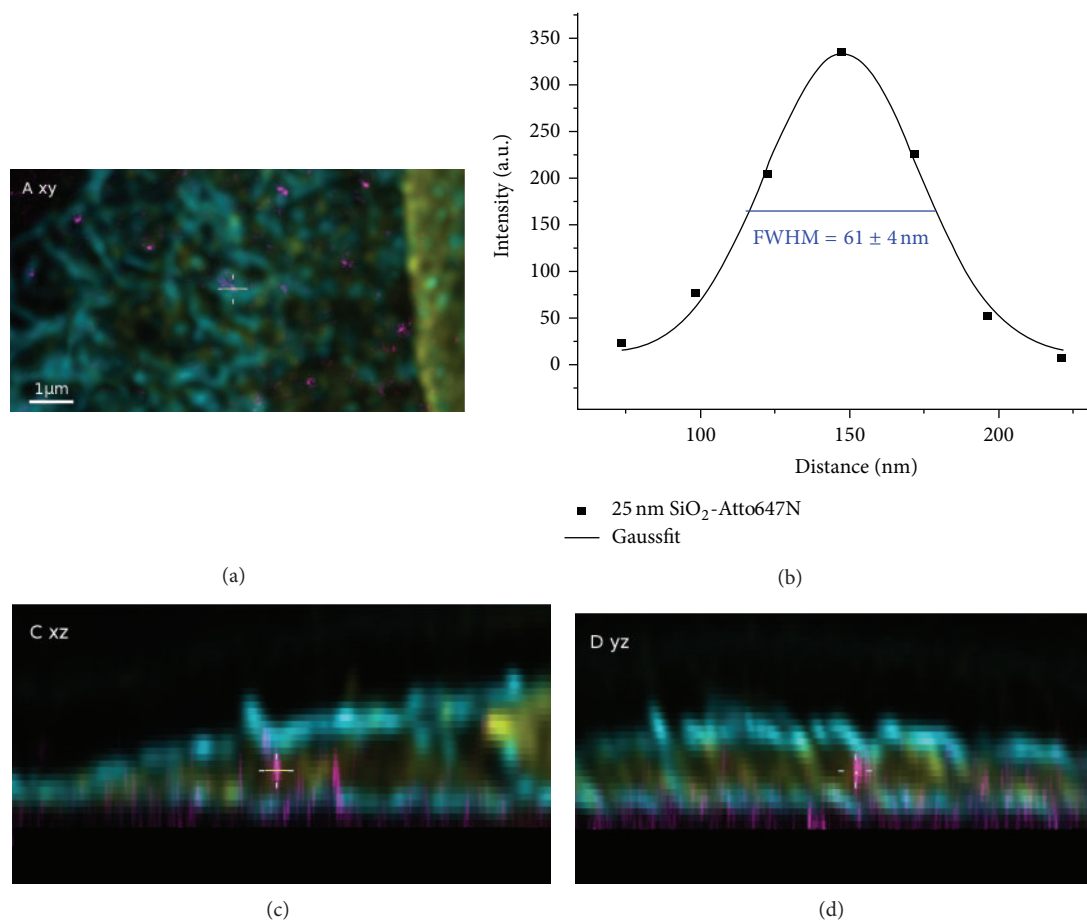 A xy
1μm
(a)
350
300
250
200
150
100
50
0
Intensity (a.u.)
FWHM = 61 ± 4 nm
100
150
200
Distance (nm)
25 nm SiO₂-Atto647N
Gaussfit
(b)
C xz
(c)
D yz
(d)